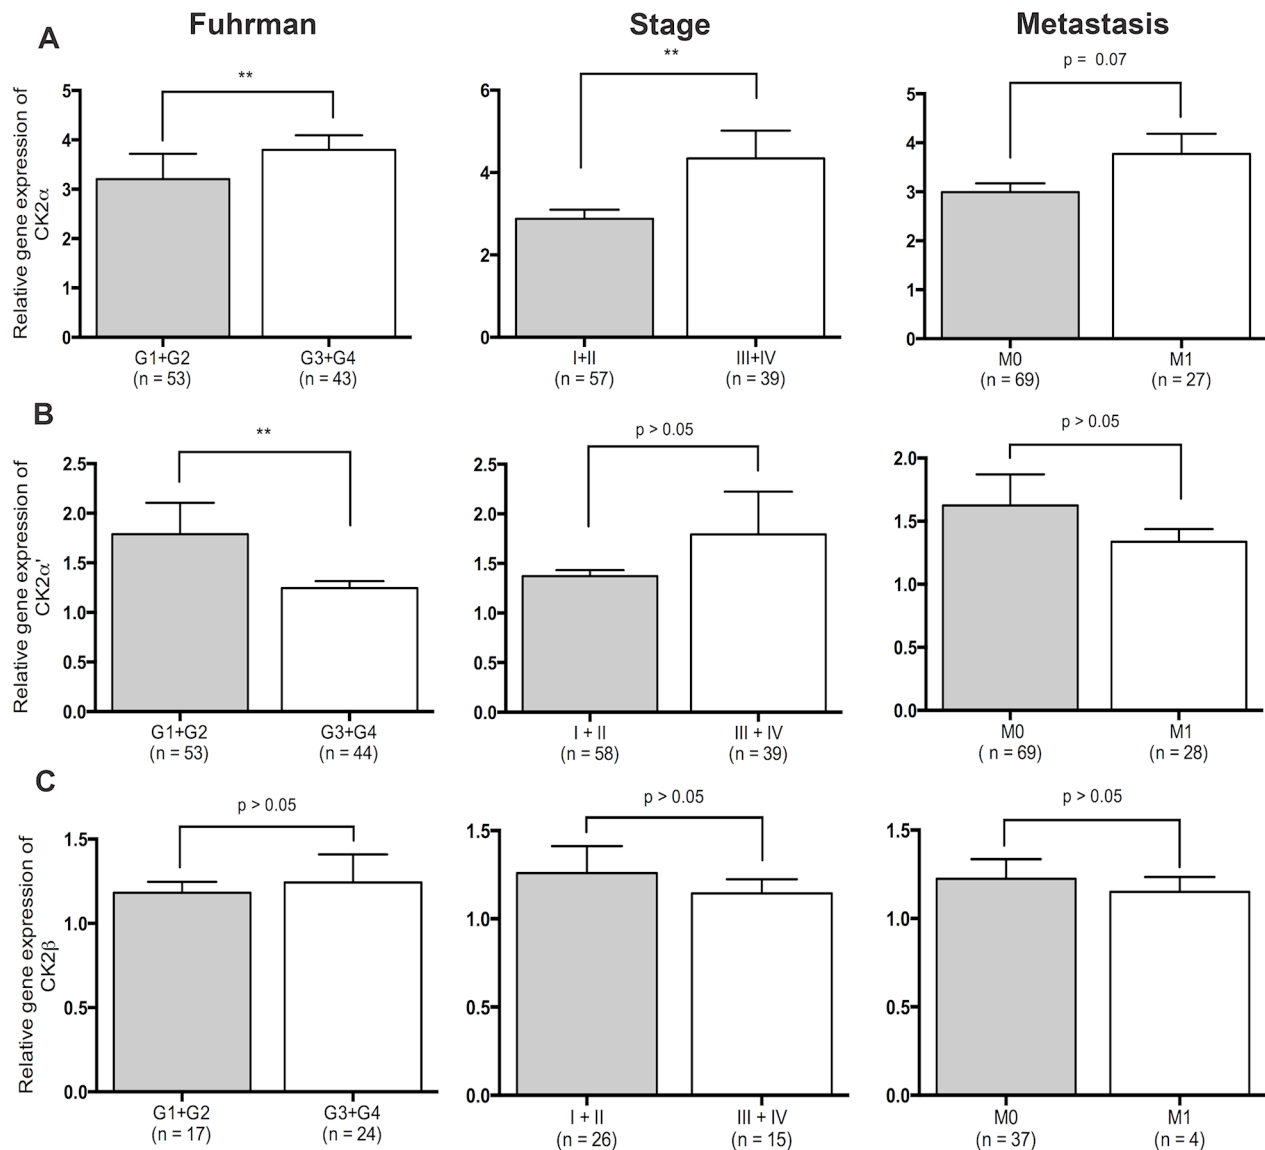 Fuhrman
Stage
Metastasis
A
Relative gene expression of
CK2α
5
4
3
2
1
0
**
G1+G2
(n = 53)
G3+G4
(n = 43)
6
4
2
0
**
I+II
(n = 57)
III+IV
(n = 39)
5
4
3
2
1
0
p = 0.07
M0
(n = 69)
M1
(n = 27)
B
Relative gene expression of
CK2α'
2.5
2.0
1.5
1.0
0.5
0.0
**
G1+G2
(n = 53)
G3+G4
(n = 44)
2.5
2.0
1.5
1.0
0.5
0.0
p > 0.05
I + II
(n = 58)
III + IV
(n = 39)
2.0
1.5
1.0
0.5
0.0
p > 0.05
M0
( n = 69)
M1
(n = 28)
C
Relative gene expression of
CK2β
1.5
1.0
0.5
0.0
p > 0.05
G1+G2
(n = 17)
G3+G4
(n = 24)
1.5
1.0
0.5
0.0
p > 0.05
I + II
(n = 26)
III + IV
(n = 15)
1.5
1.0
0.5
0.0
p > 0.05
M0
(n = 37)
M1
(n = 4)